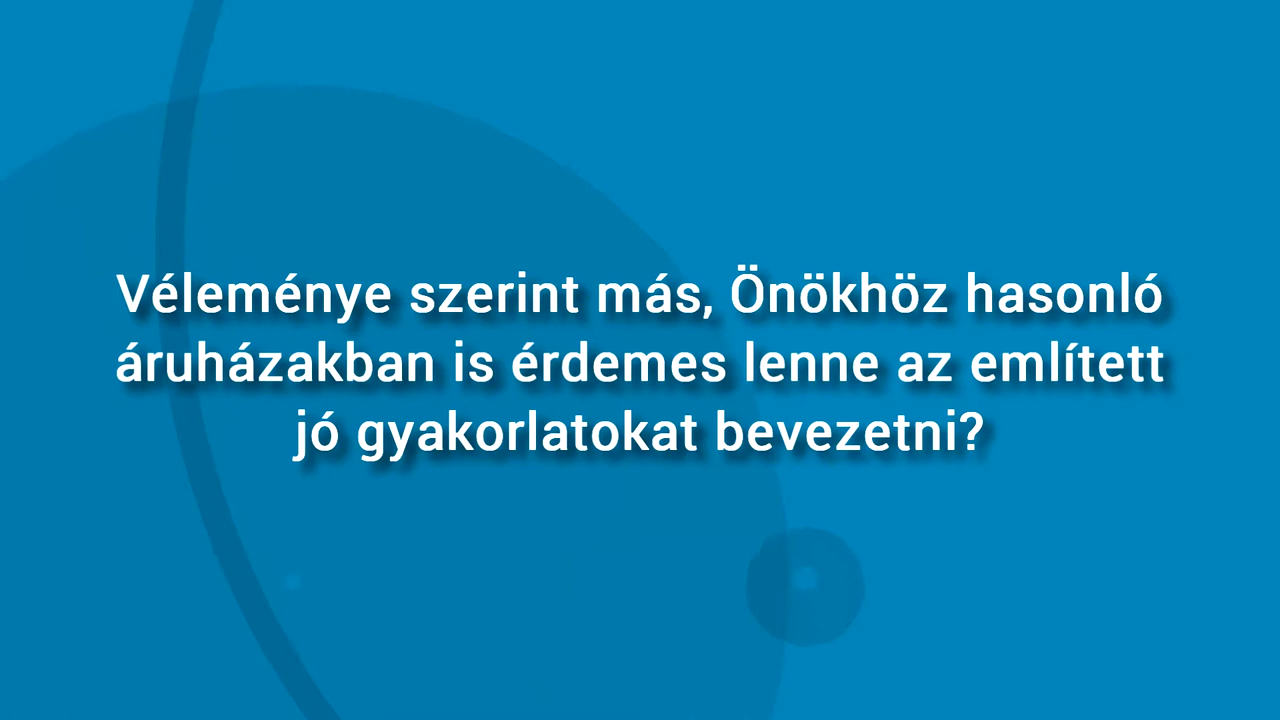 Véleménye szerint más, Önökhöz hasonló
áruházakban is érdemes lenne az említett
jó gyakorlatokat bevezetni?